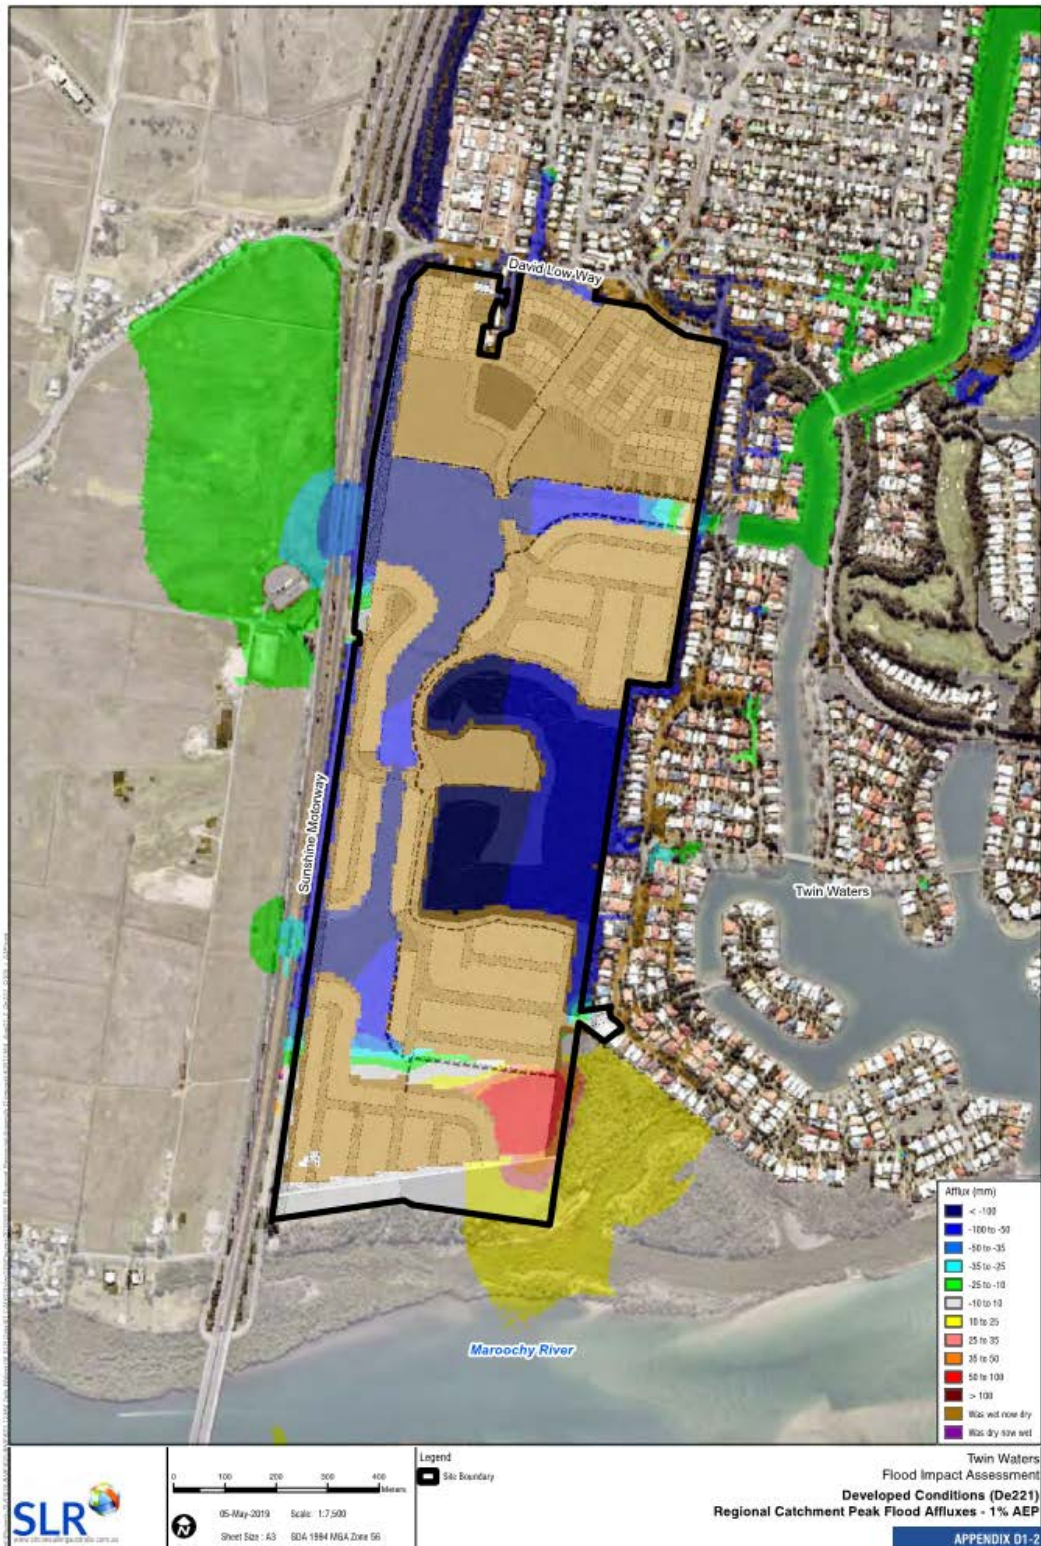 David Low Way
Sunshine Motorway
Twin Waters
Maroochy River
Afflux (mm)
< -100
-100 to -50
-50 to -35
-35 to -25
-25 to -10
-10 to 10
10 to 25
25 to 35
35 to 50
50 to 100
> 100
Was wet now dry
Was dry now wet
SLR
0 100 200 300 400
Meters
N
05-May-2019 Scale: 1:7,500
Sheet Size : A3 GDA 1994 MGA Zone 56
Legend
Site Boundary
Twin Waters
Flood Impact Assessment
Developed Conditions (De221)
Regional Catchment Peak Flood Affluxes - 1% AEP
APPENDIX D1-2